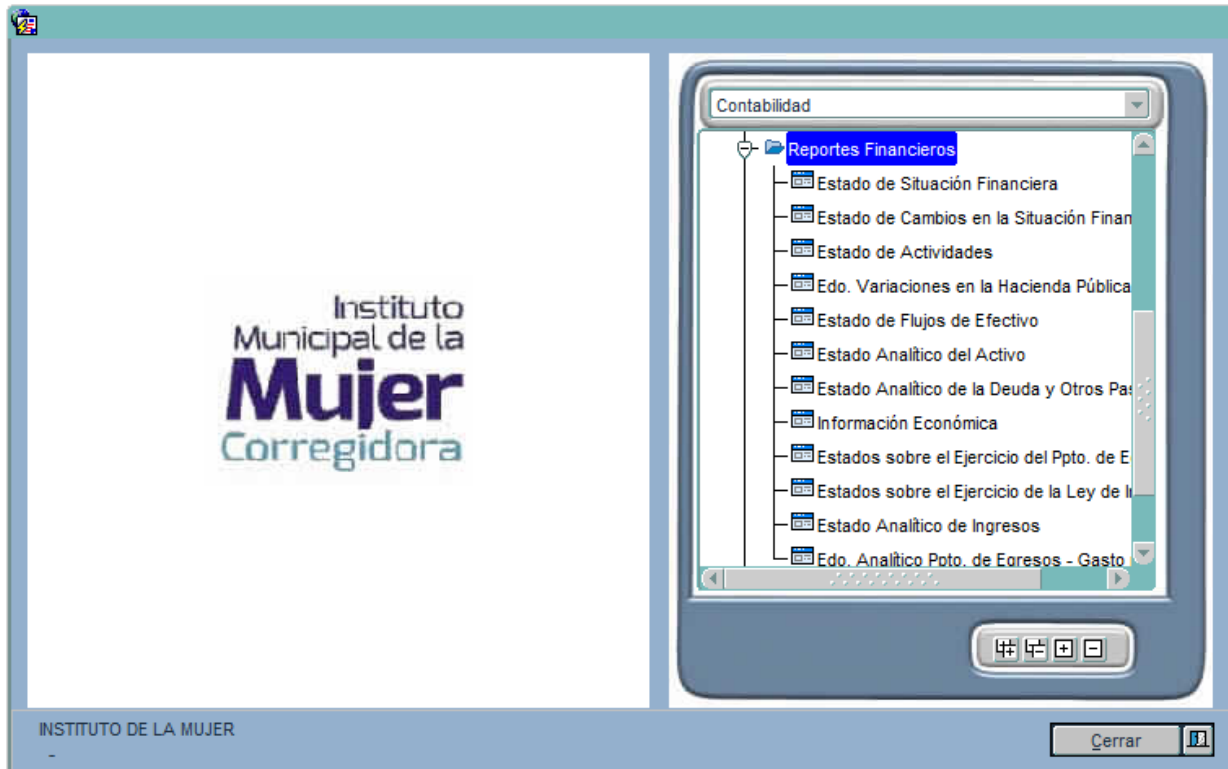 Instituto
Municipal de la
Mujer
Corregidora
Contabilidad
Reportes Financieros
Estado de Situación Financiera
Estado de Cambios en la Situación Finan
Estado de Actividades
Edo. Variaciones en la Hacienda Pública
Estado de Flujos de Efectivo
Estado Analítico del Activo
Estado Analítico de la Deuda y Otros Pas
Información Económica
Estados sobre el Ejercicio del Ppto. de E
Estados sobre el Ejercicio de la Ley de I
Estado Analítico de Ingresos
Edo. Analítico Ppto. de Egresos - Gasto
INSTITUTO DE LA MUJER
-
Cerrar